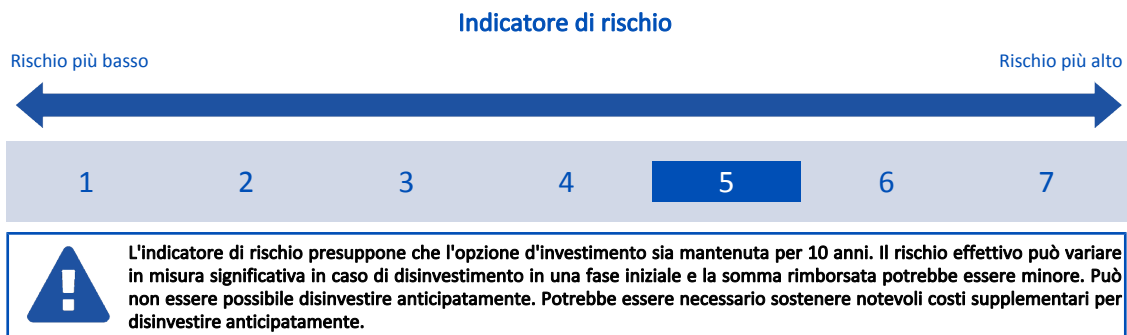 Indicatore di rischio
Rischio più basso
Rischio più alto
1 2 3 4 5 6 7
L'indicatore di rischio presuppone che l'opzione d'investimento sia mantenuta per 10 anni. Il rischio effettivo può variare
in misura significativa in caso di disinvestimento in una fase iniziale e la somma rimborsata potrebbe essere minore. Può
non essere possibile disinvestire anticipatamente. Potrebbe essere necessario sostenere notevoli costi supplementari per
disinvestire anticipatamente.